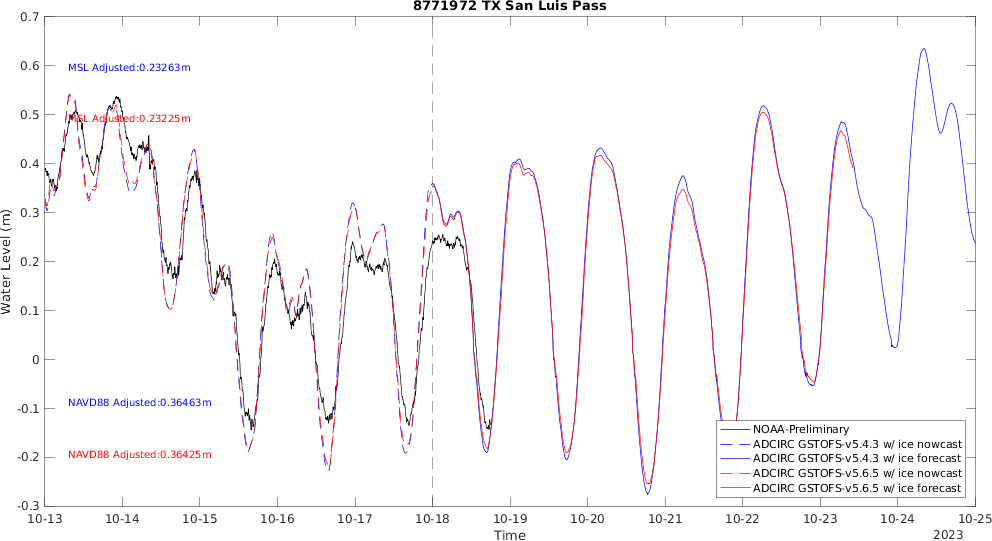 8771972 TX San Luis Pass
0.7
0.6
0.5
0.4
0.3
0.2
0.1
0
-0.1
-0.2
-0.3
Water Level (m)
MSL Adjusted:0.23263m
MSL Adjusted:0.23225m
NAVD88 Adjusted:0.36463m
NAVD88 Adjusted:0.36425m
NOAA-Preliminary
ADCIRC GSTOFS-v5.4.3 w/ ice nowcast
ADCIRC GSTOFS-v5.4.3 w/ ice forecast
ADCIRC GSTOFS-v5.6.5 w/ ice nowcast
ADCIRC GSTOFS-v5.6.5 w/ ice forecast
10-13 10-14 10-15 10-16 10-17 10-18 10-19 10-20 10-21 10-22 10-23 10-24 10-25
Time
2023